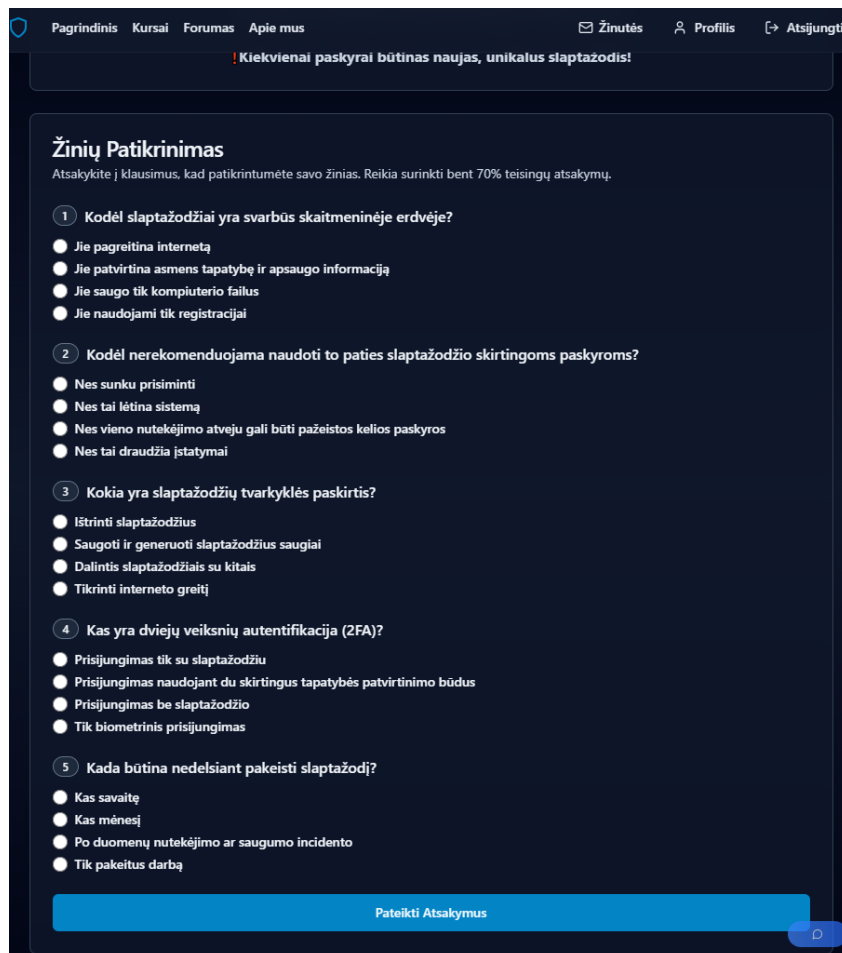 Pagrindinis Kursai Forumas Apie mus Žinutės Profilis Atsijungti
❗Kiekvienai paskyrai būtinas naujas, unikalus slaptažodis!
Žinių Patikrinimas
Atsakykite į klausimus, kad patikrintumėte savo žinias. Reikia surinkti bent 70% teisingų atsakymų.
1 Kodėl slaptažodžiai yra svarbūs skaitmeninėje erdvėje?
Jie pagreitina internetą
Jie patvirtina asmens tapatybę ir apsaugo informaciją
Jie saugo tik kompiuterio failus
Jie naudojami tik registracijai
2 Kodėl nerekomenduojama naudoti to paties slaptažodžio skirtingoms paskyroms?
Nes sunku prisiminti
Nes tai lėtina sistemą
Nes vieno nutekėjimo atveju gali būti pažeistos kelios paskyros
Nes tai draudžia įstatymai
3 Kokia yra slaptažodžių tvarkyklės paskirtis?
Ištrinti slaptažodžius
Saugoti ir generuoti slaptažodžius saugiai
Dalintis slaptažodžiais su kitais
Tikrinti interneto greitį
4 Kas yra dviejų veiksnių autentifikacija (2FA)?
Prisijungimas tik su slaptažodžiu
Prisijungimas naudojant du skirtingus tapatybės patvirtinimo būdus
Prisijungimas be slaptažodžio
Tik biometrinis prisijungimas
5 Kada būtina nedelsiant pakeisti slaptažodį?
Kas savaitę
Kas mėnesį
Po duomenų nutekėjimo ar saugumo incidento
Tik pakeitus darbą
Pateikti Atsakymus